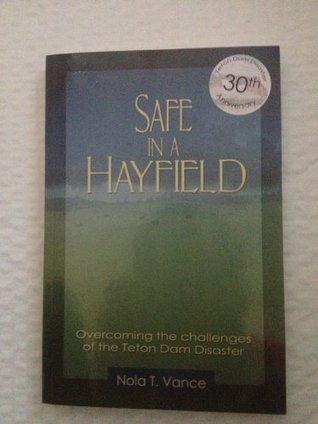 Teton Dam Disaster
30th
Anniversary
SAFE
IN A
HAYFIELD
Overcoming the challenges
of the Teton Dam Disaster
Nola T. Vance